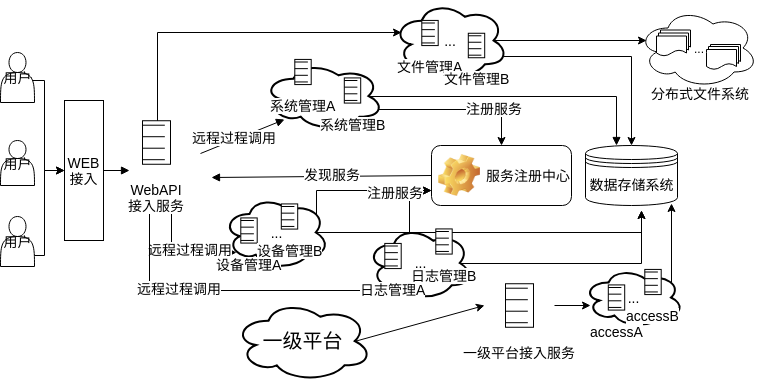 用户
用户
用户
WEB
接入
WebAPI
接入服务
...
文件管理A
文件管理B
...
分布式文件系统
系统管理A
系统管理B
注册服务
远程过程调用
发现服务
服务注册中心
数据存储系统
注册服务
...
设备管理B
设备管理A
远程过程调用
...
日志管理B
日志管理A
远程过程调用
一级平台
一级平台接入服务
...
accessB
accessA